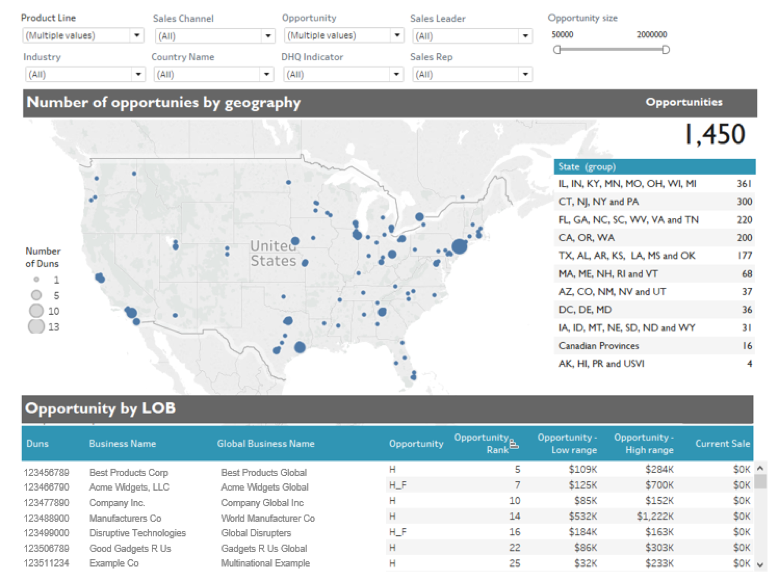 Product Line Sales Channel Opportunity Sales Leader Opportunity size
(Multiple values) (All) (Multiple values) (All) 50000 2000000
Industry Country Name DHQ Indicator Sales Rep
(All) (All) (All) (All)
Number of opportunies by geography Opportunities
1,450
State (group)
IL, IN, KY, MN, MO, OH, WI, MI 361
CT, NJ, NY and PA 300
FL, GA, NC, SC, WV, VA and TN 220
CA, OR, WA 200
TX, AL, AR, KS, LA, MS and OK 177
MA, ME, NH, RI and VT 68
AZ, CO, NM, NV and UT 37
DC, DE, MD 36
IA, ID, MT, NE, SD, ND and WY 31
Canadian Provinces 16
AK, HI, PR and USVI 4
United
States
Number
of Duns
1
5
10
13
Opportunity by LOB
Duns Business Name Global Business Name Opportunity Opportunity Rank Opportunity - Low range Opportunity - High range Current Sale
123456789 Best Products Corp Best Products Global H 5 $109K $284K $0K
123466790 Acme Widgets, LLC Acme Widgets Global H_F 7 $125K $700K $0K
123477890 Company Inc. Company Global Inc H 10 $85K $152K $0K
123488900 Manufacturers Co World Manufacturer Co H 14 $532K $1,222K $0K
123499000 Disruptive Technologies Global Disrupters H_F 16 $184K $163K $0K
123506789 Good Gadgets R Us Gadgets R Us Global H 22 $86K $303K $0K
123511234 Example Co Multinational Example H 25 $32K $233K $0K